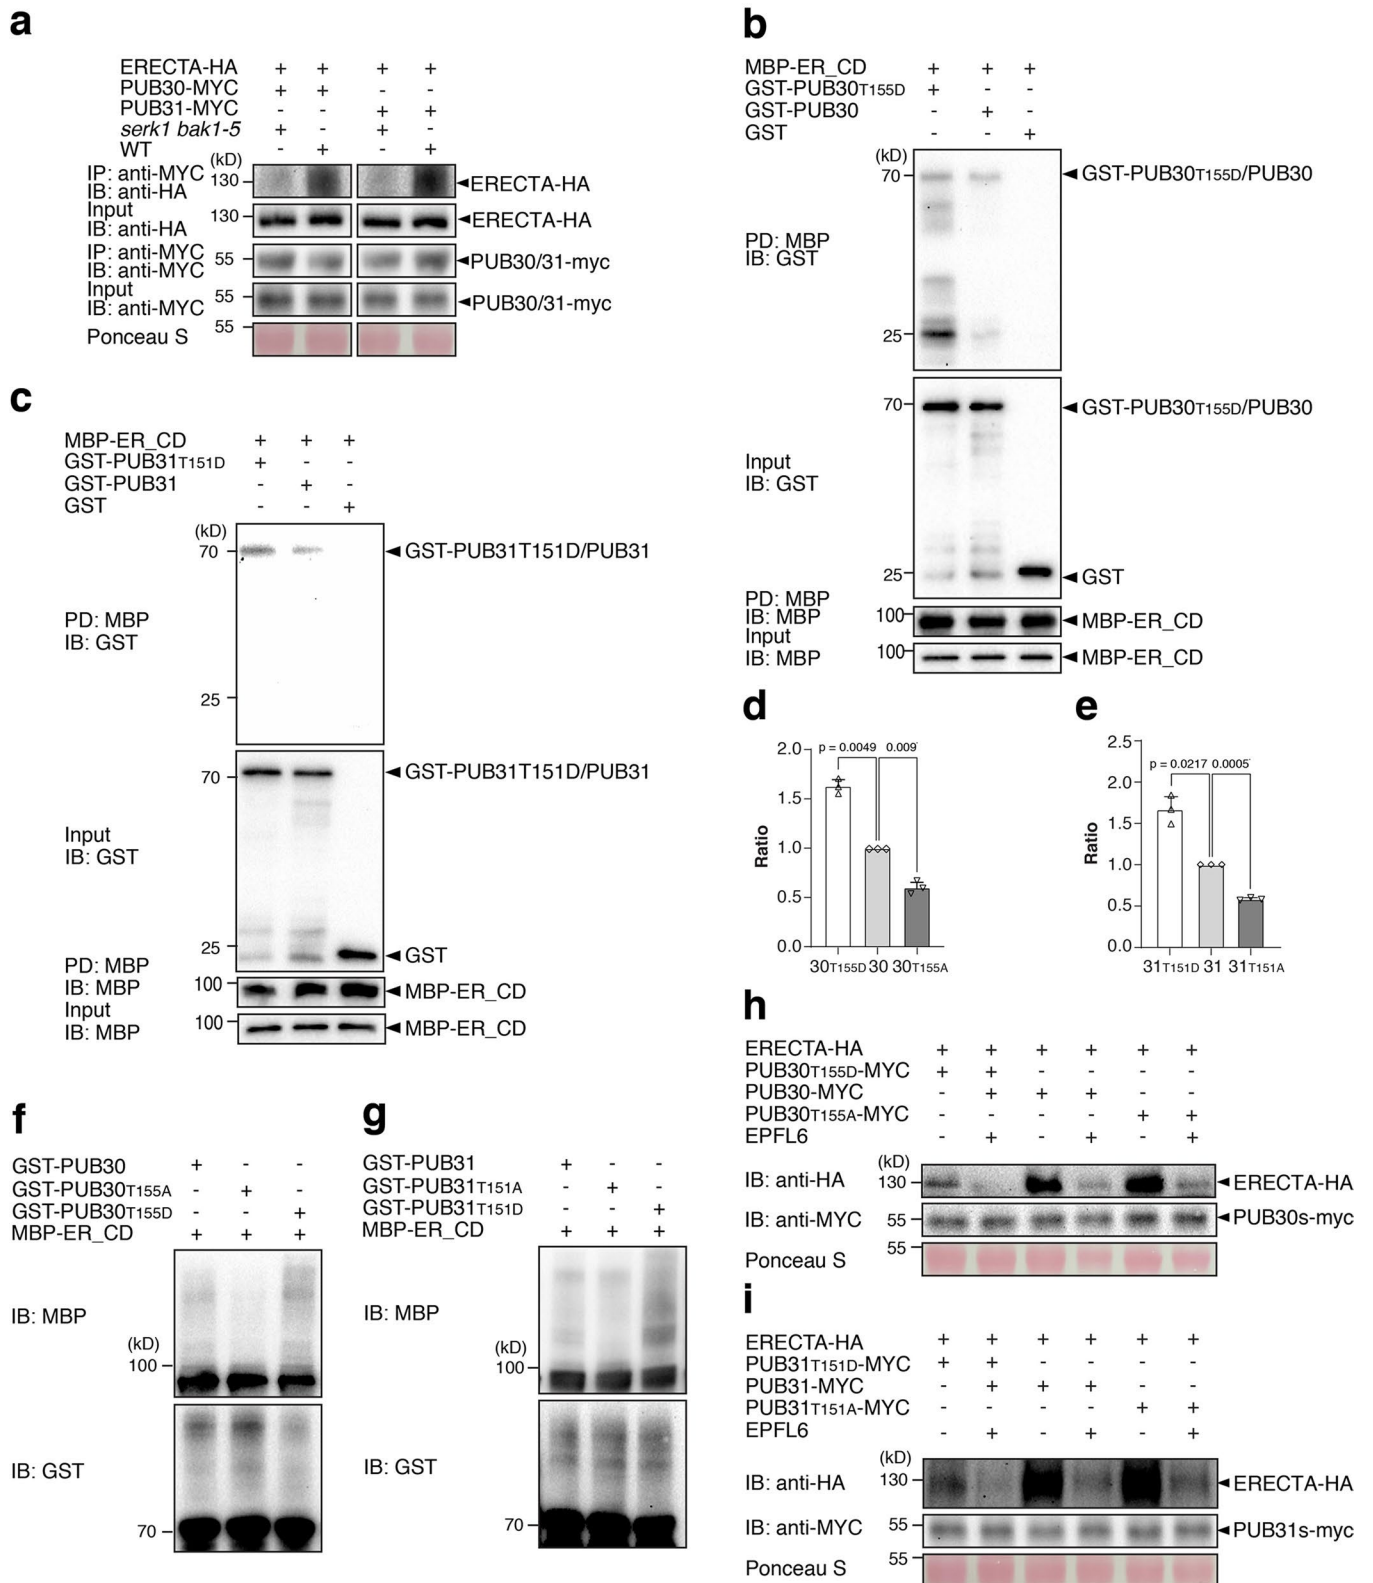 a
ERECTA-HA + + + +
PUB30-MYC + + - -
PUB31-MYC - - + +
serk1 bak1-5 + - + -
WT - + - +
(kD)
IP: anti-MYC
IB: anti-HA
130
ERECTA-HA
Input
IB: anti-HA
130
ERECTA-HA
IP: anti-MYC
IB: anti-MYC
55
PUB30/31-myc
Input
IB: anti-MYC
55
PUB30/31-myc
Ponceau S
55
b
MBP-ER_CD + + +
GST-PUB30T155D + - -
GST-PUB30 - + -
GST - - +
(kD)
70
GST-PUB30T155D/PUB30
PD: MBP
IB: GST
25
70
GST-PUB30T155D/PUB30
Input
IB: GST
25
GST
PD: MBP
IB: MBP
100
MBP-ER_CD
Input
IB: MBP
100
MBP-ER_CD
c
MBP-ER_CD + + +
GST-PUB31T151D + - -
GST-PUB31 - + -
GST - - +
(kD)
70
GST-PUB31T151D/PUB31
PD: MBP
IB: GST
25
70
GST-PUB31T151D/PUB31
Input
IB: GST
25
GST
PD: MBP
IB: MBP
100
MBP-ER_CD
Input
IB: MBP
100
MBP-ER_CD
d
p = 0.0049 0.009
2.0
1.5
1.0
0.5
0.0
Ratio
30T155D 30 30T155A
e
2.5
p = 0.0217 0.0005
2.0
1.5
1.0
0.5
0.0
Ratio
31T151D 31 31T151A
f
GST-PUB30 + - -
GST-PUB30T155A - + -
GST-PUB30T155D - - +
MBP-ER_CD + + +
IB: MBP
(kD)
100
IB: GST
70
g
GST-PUB31 + - -
GST-PUB31T151A - + -
GST-PUB31T151D - - +
MBP-ER_CD + + +
IB: MBP
(kD)
100
IB: GST
70
h
ERECTA-HA + + + + + +
PUB30T155D-MYC + + - - - -
PUB30-MYC - + + + - -
PUB30T155A-MYC - - - - + +
EPFL6 - + - + - +
(kD)
IB: anti-HA
130
ERECTA-HA
IB: anti-MYC
55
PUB30s-myc
Ponceau S
55
i
ERECTA-HA + + + + + +
PUB31T151D-MYC + + - - - -
PUB31-MYC - + + + - -
PUB31T151A-MYC - - - - + +
EPFL6 - + - + - +
(kD)
IB: anti-HA
130
ERECTA-HA
IB: anti-MYC
55
PUB31s-myc
Ponceau S
55